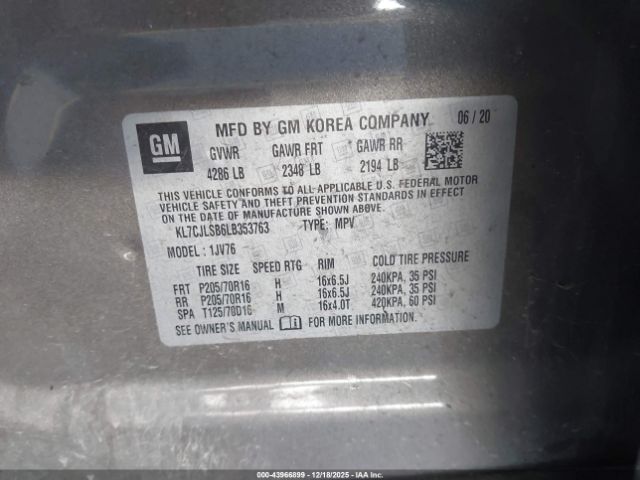 GM
MFD BY GM KOREA COMPANY 06 / 20
GVWR GAWR FRT GAWR RR
4286 LB 2348 LB 2194 LB
THIS VEHICLE CONFORMS TO ALL APPLICABLE U.S. FEDERAL MOTOR
VEHICLE SAFETY AND THEFT PREVENTION STANDARDS IN EFFECT
ON THE DATE OF MANUFACTURE SHOWN ABOVE.
KL7CJLSB6LB353763 TYPE: MPV
MODEL: 1JV76
TIRE SIZE SPEED RTG RIM COLD TIRE PRESSURE
FRT P205/70R16 H 16x6.5J 240KPA, 35 PSI
RR P205/70R16 H 16x6.5J 240KPA, 35 PSI
SPA T125/70D16 M 16x4.0T 420KPA, 60 PSI
SEE OWNER'S MANUAL FOR MORE INFORMATION.
© - 43966899 - 12/18/2025 - © IAAI.COM